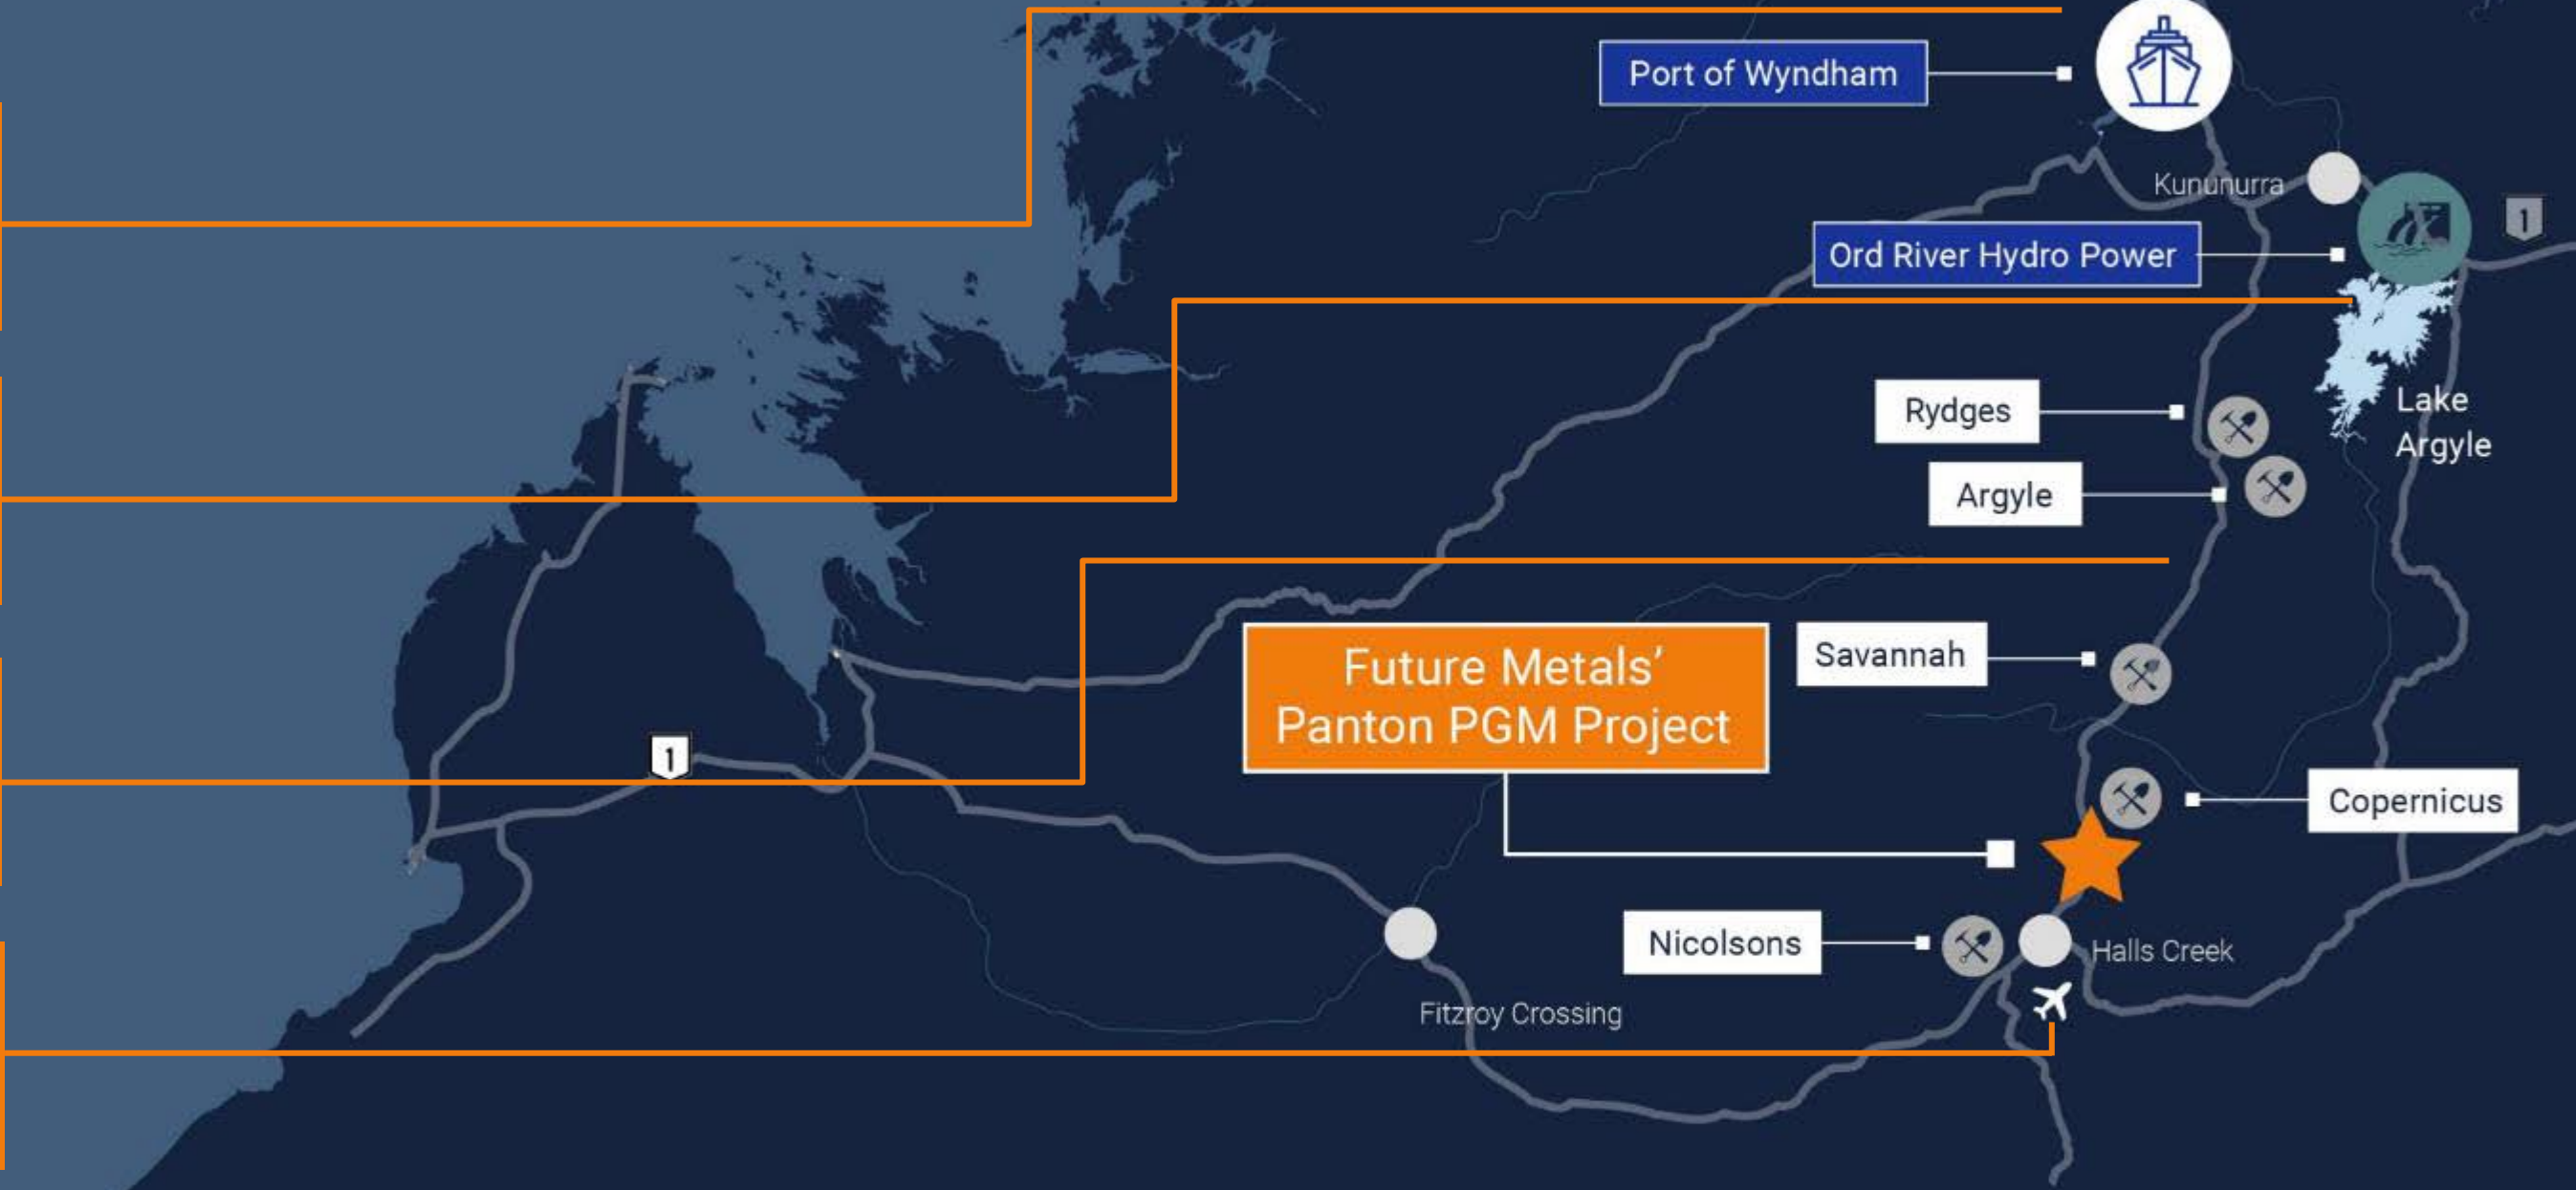 Port of Wyndham
Kununurra
Ord River Hydro Power
1
Rydges
Lake
Argyle
Argyle
Future Metals’
Panton PGM Project
Savannah
1
Copernicus
Nicolsons
Halls Creek
Fitzroy Crossing